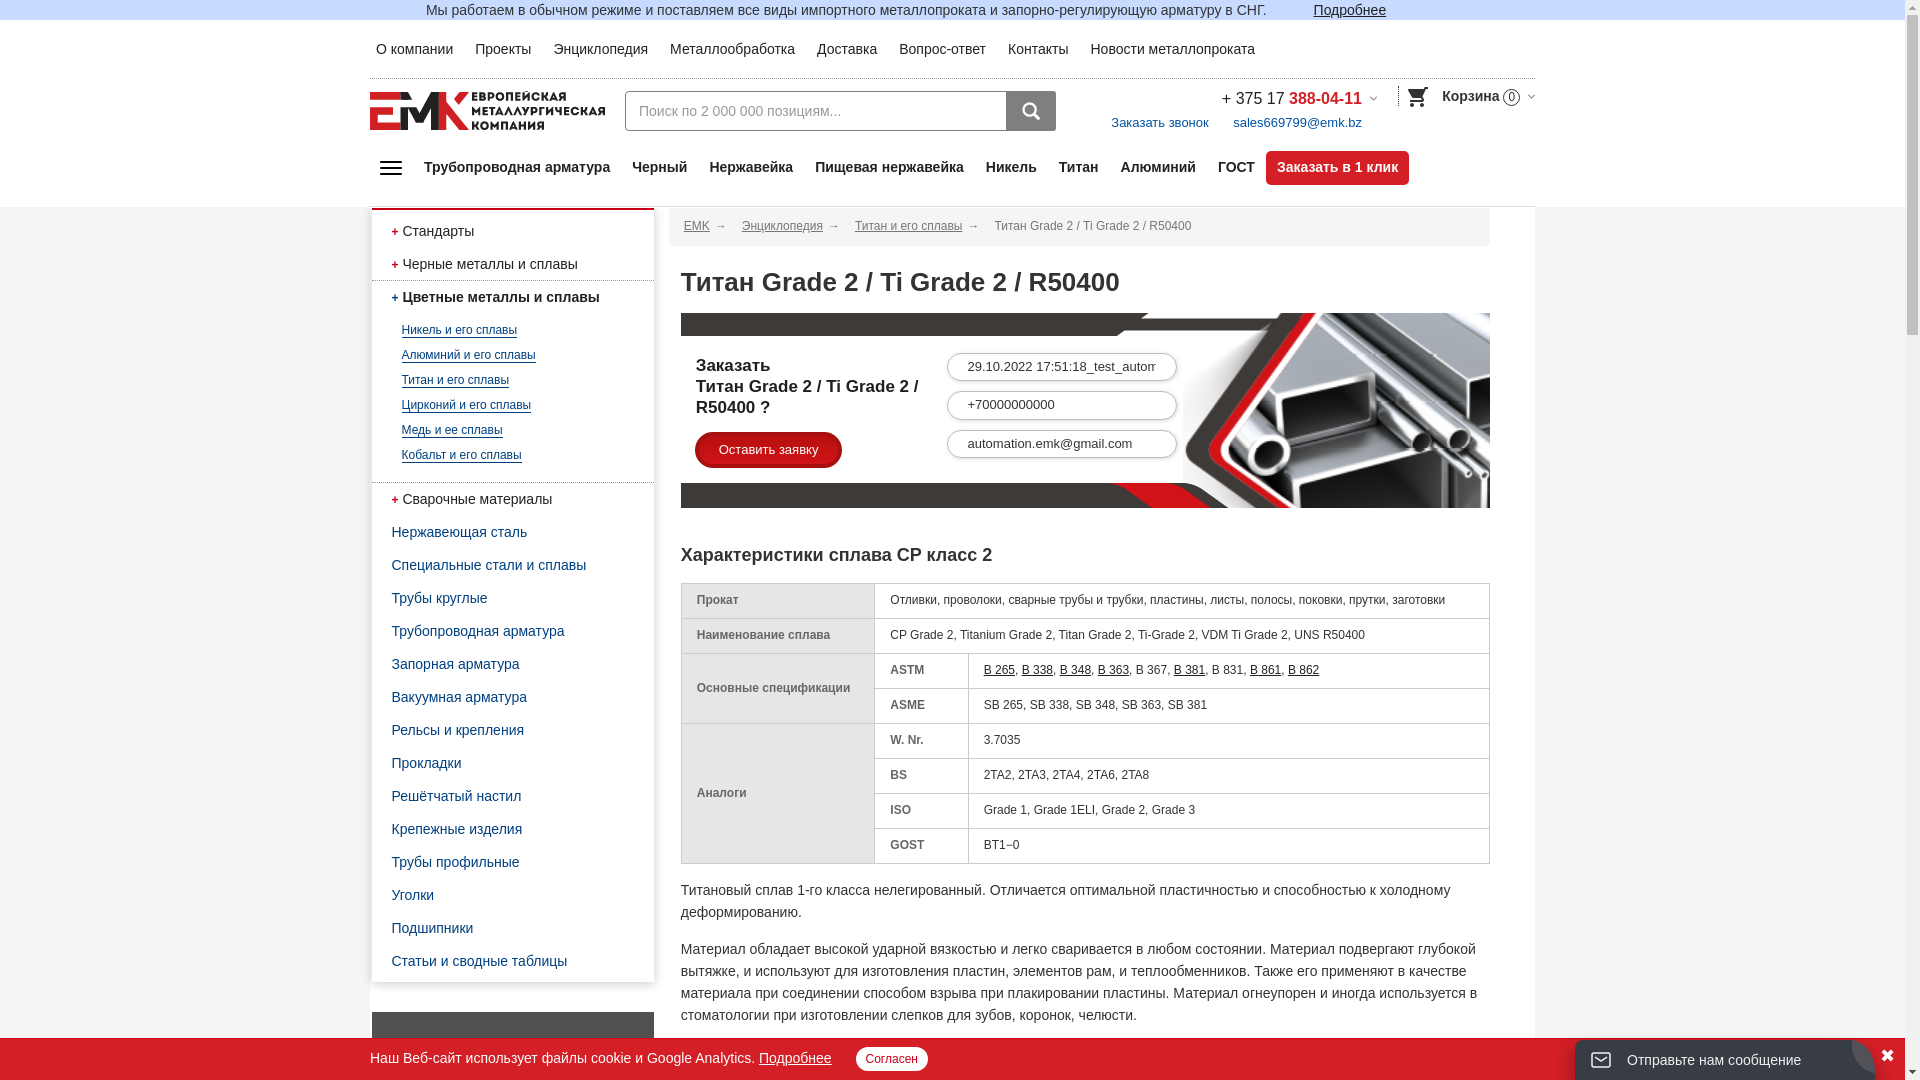 Мы работаем в обычном режиме и поставляем все виды импортного металлопроката и запорно-регулирующую арматуру в СНГ. Подробнее
О компании Проекты Энциклопедия Металлообработка Доставка Вопрос-ответ Контакты Новости металлопроката
ЕМК ЕВРОПЕЙСКАЯ
МЕТАЛЛУРГИЧЕСКАЯ
КОМПАНИЯ
Поиск по 2 000 000 позициям...
+ 375 17 388-04-11
Заказать звонок sales669799@emk.bz
Корзина 0
Трубопроводная арматура Черный Нержавейка Пищевая нержавейка Никель Титан Алюминий ГОСТ Заказать в 1 клик
+ Стандарты
+ Черные металлы и сплавы
+ Цветные металлы и сплавы
Никель и его сплавы
Алюминий и его сплавы
Титан и его сплавы
Цирконий и его сплавы
Медь и ее сплавы
Кобальт и его сплавы
+ Сварочные материалы
Нержавеющая сталь
Специальные стали и сплавы
Трубы круглые
Трубопроводная арматура
Запорная арматура
Вакуумная арматура
Рельсы и крепления
Прокладки
Решётчатый настил
Крепежные изделия
Трубы профильные
Уголки
Подшипники
Статьи и сводные таблицы
ЕМК → Энциклопедия → Титан и его сплавы → Титан Grade 2 / Ti Grade 2 / R50400
Титан Grade 2 / Ti Grade 2 / R50400
Заказать
Титан Grade 2 / Ti Grade 2 /
R50400 ?
Оставить заявку
29.10.2022 17:51:18_test_autom
+70000000000
automation.emk@gmail.com
Характеристики сплава CP класс 2
Прокат Отливки, проволоки, сварные трубы и трубки, пластины, листы, полосы, поковки, прутки, заготовки
Наименование сплава CP Grade 2, Titanium Grade 2, Titan Grade 2, Ti-Grade 2, VDM Ti Grade 2, UNS R50400
Основные спецификации ASTM B 265, B 338, B 348, B 363, B 367, B 381, B 831, B 861, B 862
ASME SB 265, SB 338, SB 348, SB 363, SB 381
Аналоги W. Nr. 3.7035
BS 2TA2, 2TA3, 2TA4, 2TA6, 2TA8
ISO Grade 1, Grade 1ELI, Grade 2, Grade 3
GOST ВТ1−0
Титановый сплав 1-го класса нелегированный. Отличается оптимальной пластичностью и способностью к холодному
деформированию.
Материал обладает высокой ударной вязкостью и легко сваривается в любом состоянии. Материал подвергают глубокой
вытяжке, и используют для изготовления пластин, элементов рам, и теплообменников. Также его применяют в качестве
материала при соединении способом взрыва при плакировании пластины. Материал огнеупорен и иногда используется в
стоматологии при изготовлении слепков для зубов, коронок, челюсти.
Наш Веб-сайт использует файлы cookie и Google Analytics. Подробнее Согласен
Отправьте нам сообщение